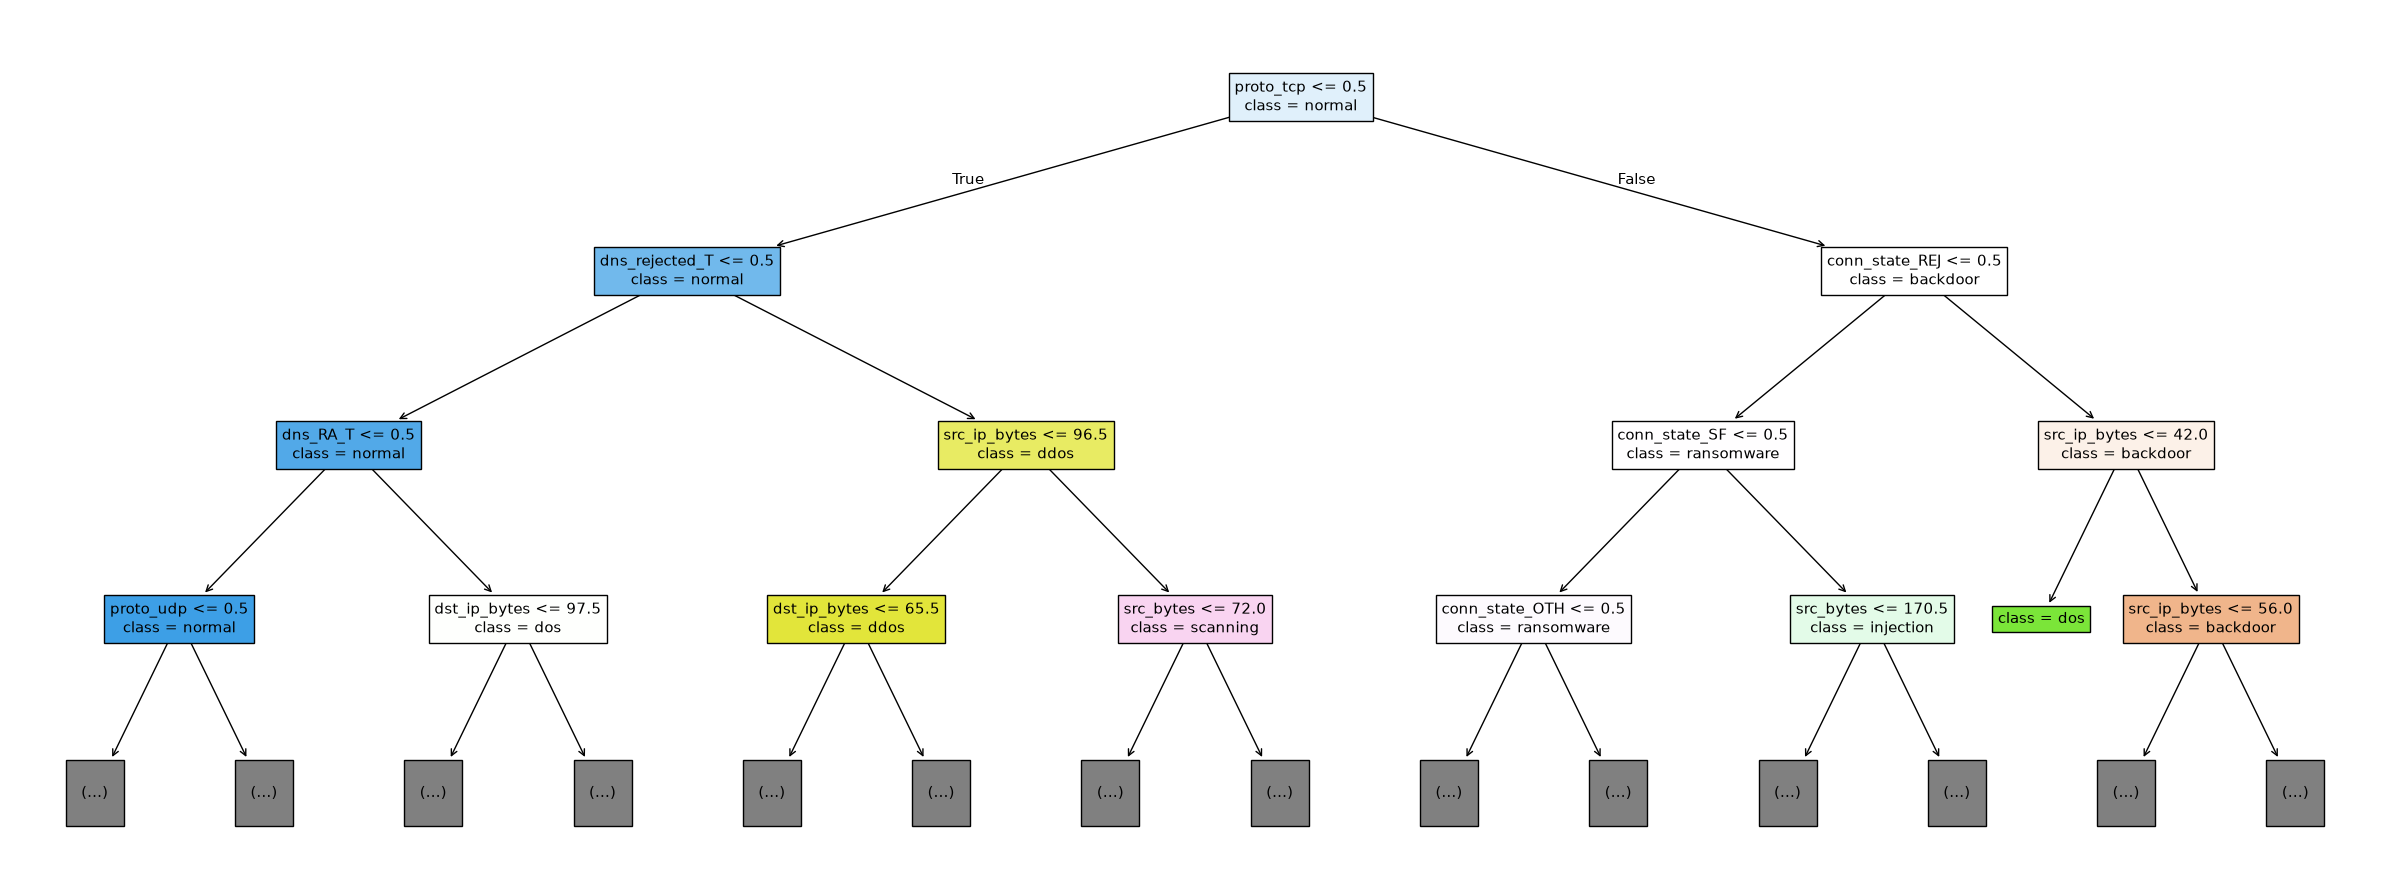 proto_tcp <= 0.5
class = normal
True
False
dns_rejected_T <= 0.5
class = normal
conn_state_REJ <= 0.5
class = backdoor
dns_RA_T <= 0.5
class = normal
src_ip_bytes <= 96.5
class = ddos
conn_state_SF <= 0.5
class = ransomware
src_ip_bytes <= 42.0
class = backdoor
proto_udp <= 0.5
class = normal
dst_ip_bytes <= 97.5
class = dos
dst_ip_bytes <= 65.5
class = ddos
src_bytes <= 72.0
class = scanning
conn_state_OTH <= 0.5
class = ransomware
src_bytes <= 170.5
class = injection
class = dos
src_ip_bytes <= 56.0
class = backdoor
(...)
(...)
(...)
(...)
(...)
(...)
(...)
(...)
(...)
(...)
(...)
(...)
(...)
(...)